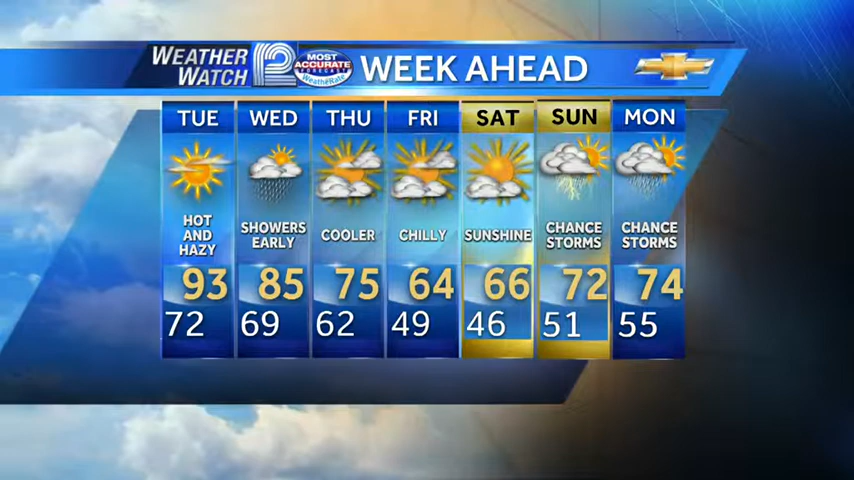 WEATHER WATCH 12 MOST ACCURATE FORECAST WeatheRate WEEK AHEAD
TUE WED THU FRI SAT SUN MON
HOT AND HAZY
SHOWERS EARLY
COOLER
CHILLY
SUNSHINE
CHANCE STORMS
CHANCE STORMS
93 85 75 64 66 72 74
72 69 62 49 46 51 55